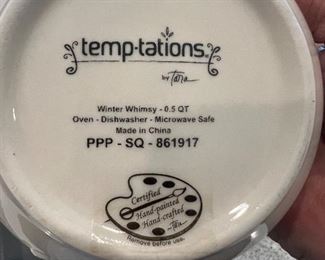 temp-tations®
by Tara
Winter Whimsy - 0.5 QT
Oven - Dishwasher - Microwave Safe
Made in China
PPP - SQ - 861917
Certified
Hand-painted
Hand-crafted
Tara
Remove before use.